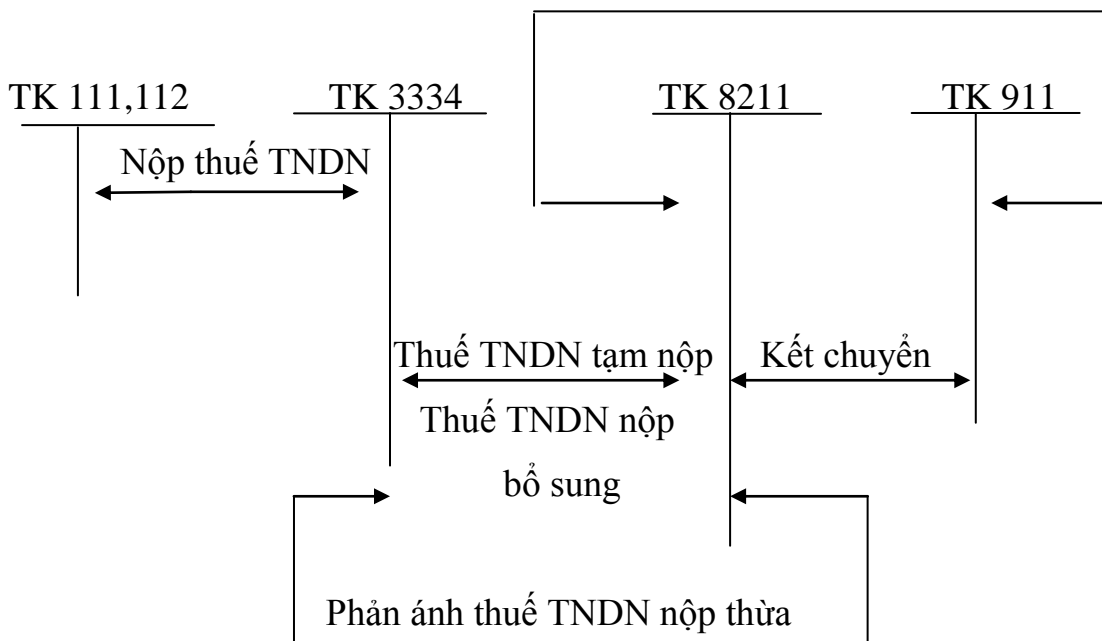 TK 111,112 TK 3334 TK 8211 TK 911
Nộp thuế TNDN
Thuế TNDN tạm nộp Kết chuyển
Thuế TNDN nộp
bổ sung
Phản ánh thuế TNDN nộp thừa